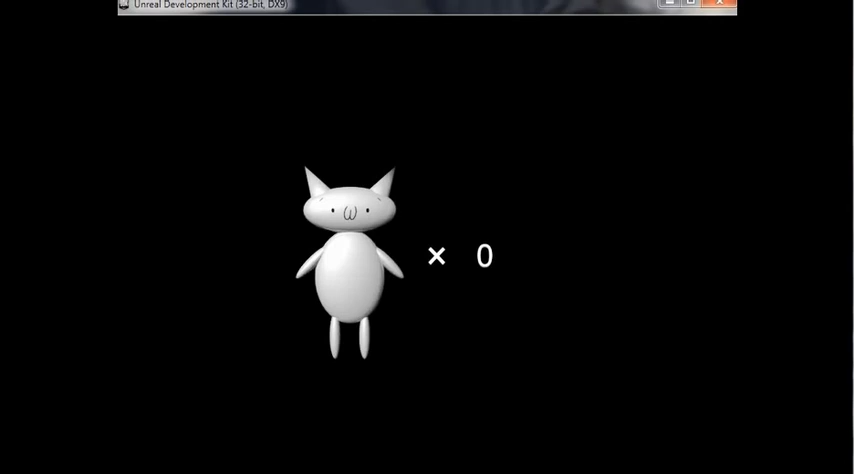 Unreal Development Kit (32-bit, DX9)
× 0